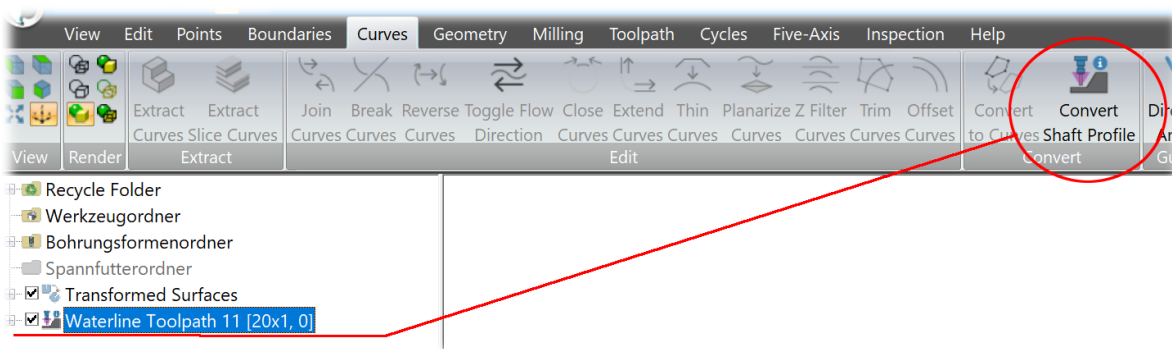 View Edit Points Boundaries Curves Geometry Milling Toolpath Cycles Five-Axis Inspection Help
Extract Extract Join Break Reverse Toggle Flow Close Extend Thin Planarize Z Filter Trim Offset Convert Convert
Curves Slice Curves Curves Curves Curves Direction Curves Curves Curves Curves Curves Curves Curves to Curves Shaft Profile
View Render Extract Edit Convert
Recycle Folder
Werkzeugordner
Bohrungsformenordner
Spannfutterordner
Transformed Surfaces
Waterline Toolpath 11 [20x1, 0]